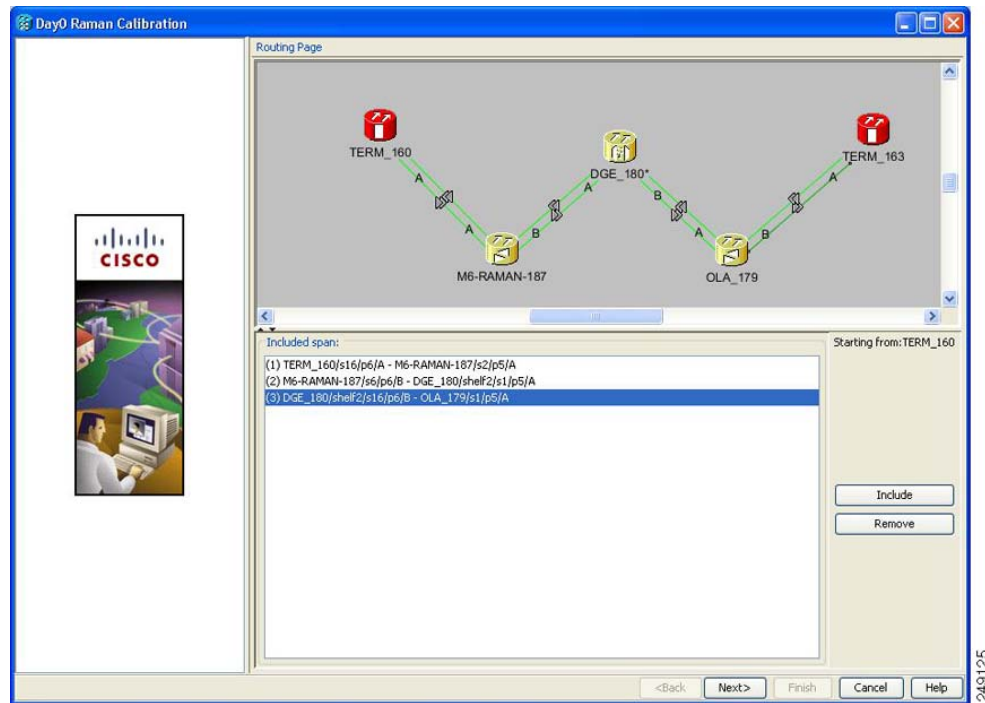 Day0 Raman Calibration
Routing Page
TERM_160
DGE_180*
TERM_163
A
A
A
A
B
A
B
A
B
M6-RAMAN-187
OLA_179
CISCO
Included span:
Starting from:TERM_160
(1) TERM_160/s16/p6/A - M6-RAMAN-187/s2/p5/A
(2) M6-RAMAN-187/s6/p6/B - DGE_180/shelf2/s1/p5/A
(3) DGE_180/shelf2/s16/p6/B - OLA_179/s1/p5/A
Include
Remove
<Back
Next>
Finish
Cancel
Help
249125